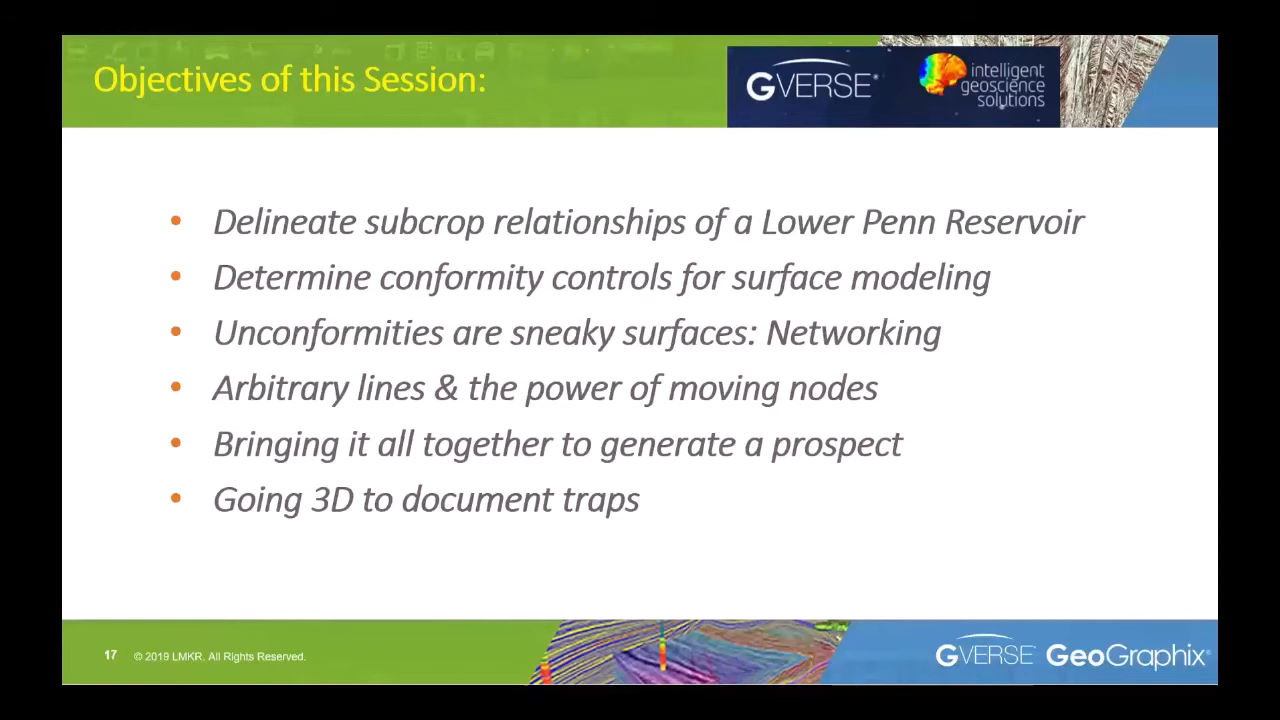 Objectives of this Session:
GVERSE®
intelligent
geoscience
solutions
• Delineate subcrop relationships of a Lower Penn Reservoir
• Determine conformity controls for surface modeling
• Unconformities are sneaky surfaces: Networking
• Arbitrary lines & the power of moving nodes
• Bringing it all together to generate a prospect
• Going 3D to document traps
17 © 2019 LMKR. All Rights Reserved.
GVERSE GeoGraphix®